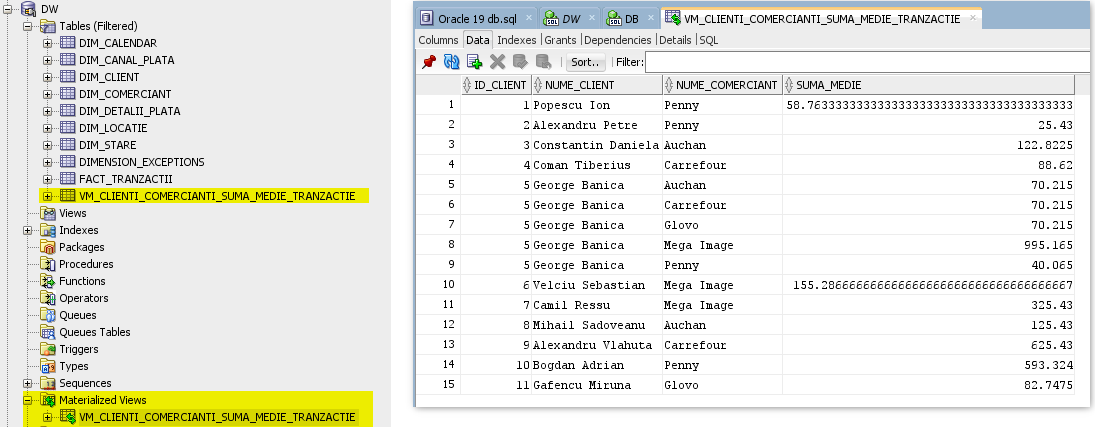 DW
Tables (Filtered)
DIM_CALENDAR
DIM_CANAL_PLATA
DIM_CLIENT
DIM_COMERCIANT
DIM_DETALII_PLATA
DIM_LOCATIE
DIM_STARE
DIMENSION_EXCEPTIONS
FACT_TRANZACTII
VM_CLIENTI_COMERCIANTI_SUMA_MEDIE_TRANZACTIE
Views
Indexes
Packages
Procedures
Functions
Operators
Queues
Queues Tables
Triggers
Types
Sequences
Materialized Views
VM_CLIENTI_COMERCIANTI_SUMA_MEDIE_TRANZACTIE
Oracle 19 db.sql DW DB VM_CLIENTI_COMERCIANTI_SUMA_MEDIE_TRANZACTIE
Columns Data Indexes Grants Dependencies Details SQL
Sort.. Filter:
ID_CLIENT NUME_CLIENT NUME_COMERCIANT SUMA_MEDIE
1 1 Popescu Ion Penny 58.7633333333333333333333333333333333333
2 2 Alexandru Petre Penny 25.43
3 3 Constantin Daniela Auchan 122.8225
4 4 Coman Tiberius Carrefour 88.62
5 5 George Banica Auchan 70.215
6 5 George Banica Carrefour 70.215
7 5 George Banica Glovo 70.215
8 5 George Banica Mega Image 995.165
9 5 George Banica Penny 40.065
10 6 Velciu Sebastian Mega Image 155.286666666666666666666666666666666667
11 7 Camil Ressu Mega Image 325.43
12 8 Mihail Sadoveanu Auchan 125.43
13 9 Alexandru Vlahuta Carrefour 625.43
14 10 Bogdan Adrian Penny 593.324
15 11 Gafencu Miruna Glovo 82.7475